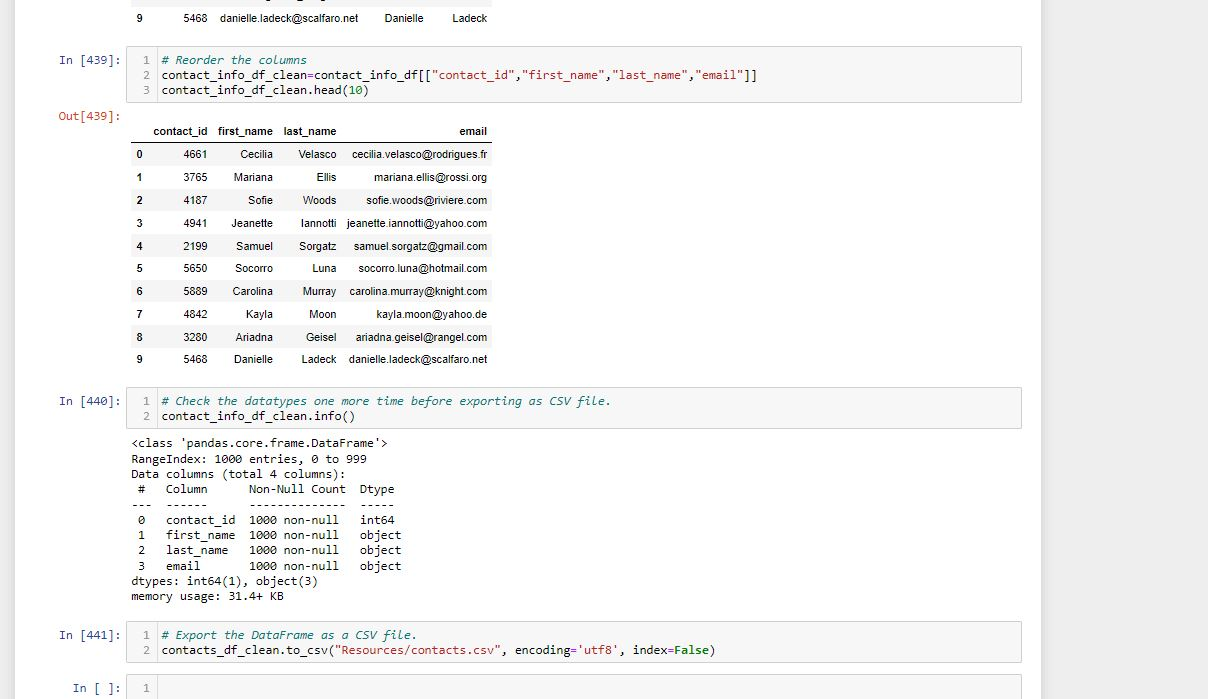 9 5468 danielle.ladeck@scalfaro.net Danielle Ladeck
In [439]:
1 # Reorder the columns
2 contact_info_df_clean=contact_info_df[["contact_id","first_name","last_name","email"]]
3 contact_info_df_clean.head(10)
Out[439]:
contact_id first_name last_name email
0 4661 Cecilia Velasco cecilia.velasco@rodrigues.fr
1 3765 Mariana Ellis mariana.ellis@rossi.org
2 4187 Sofie Woods sofie.woods@riviere.com
3 4941 Jeanette Iannotti jeanette.iannotti@yahoo.com
4 2199 Samuel Sorgatz samuel.sorgatz@gmail.com
5 5650 Socorro Luna socorro.luna@hotmail.com
6 5889 Carolina Murray carolina.murray@knight.com
7 4842 Kayla Moon kayla.moon@yahoo.de
8 3280 Ariadna Geisel ariadna.geisel@rangel.com
9 5468 Danielle Ladeck danielle.ladeck@scalfaro.net
In [440]:
1 # Check the datatypes one more time before exporting as CSV file.
2 contact_info_df_clean.info()
<class 'pandas.core.frame.DataFrame'>
RangeIndex: 1000 entries, 0 to 999
Data columns (total 4 columns):
# Column Non-Null Count Dtype
--- ------ -------------- -----
0 contact_id 1000 non-null int64
1 first_name 1000 non-null object
2 last_name 1000 non-null object
3 email 1000 non-null object
dtypes: int64(1), object(3)
memory usage: 31.4+ KB
In [441]:
1 # Export the DataFrame as a CSV file.
2 contacts_df_clean.to_csv("Resources/contacts.csv", encoding='utf8', index=False)
In [ ]:
1